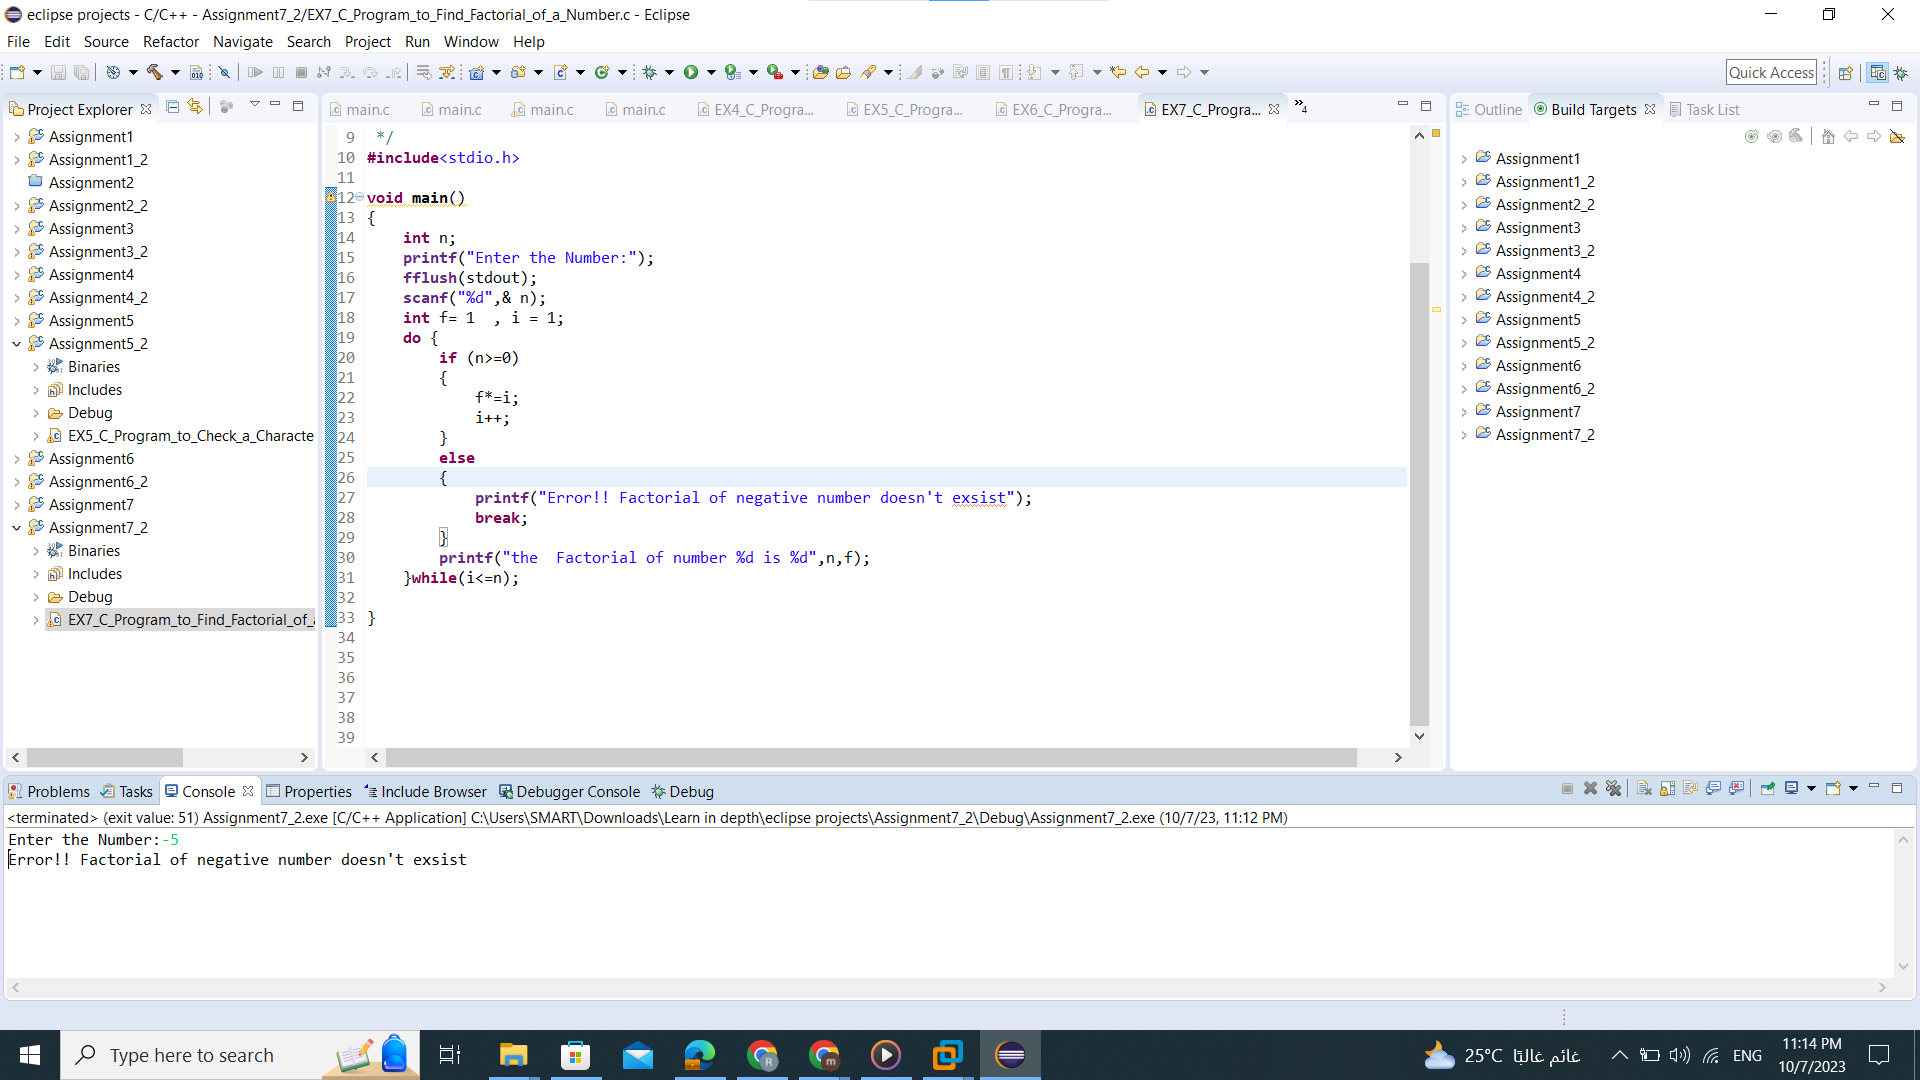 eclipse projects - C/C++ - Assignment7_2/EX7_C_Program_to_Find_Factorial_of_a_Number.c - Eclipse
File Edit Source Refactor Navigate Search Project Run Window Help
Quick Access
Project Explorer
Assignment1
Assignment1_2
Assignment2
Assignment2_2
Assignment3
Assignment3_2
Assignment4
Assignment4_2
Assignment5
Assignment5_2
Binaries
Includes
Debug
EX5_C_Program_to_Check_a_Characte
Assignment6
Assignment6_2
Assignment7
Assignment7_2
Binaries
Includes
Debug
EX7_C_Program_to_Find_Factorial_of_
main.c main.c main.c main.c EX4_C_Progra... EX5_C_Progra... EX6_C_Progra... EX7_C_Progra... »4
9 */
10 #include<stdio.h>
11
12 void main()
13 {
14 int n;
15 printf("Enter the Number:");
16 fflush(stdout);
17 scanf("%d",& n);
18 int f= 1  , i = 1;
19 do {
20 if (n>=0)
21 {
22 f*=i;
23 i++;
24 }
25 else
26 {
27 printf("Error!! Factorial of negative number doesn't exsist");
28 break;
29 }
30 printf("the  Factorial of number %d is %d",n,f);
31 }while(i<=n);
32
33 }
34
35
36
37
38
39
Outline Build Targets Task List
Assignment1
Assignment1_2
Assignment2_2
Assignment3
Assignment3_2
Assignment4
Assignment4_2
Assignment5
Assignment5_2
Assignment6
Assignment6_2
Assignment7
Assignment7_2
Problems Tasks Console Properties Include Browser Debugger Console Debug
<terminated> (exit value: 51) Assignment7_2.exe [C/C++ Application] C:\Users\SMART\Downloads\Learn in depth\eclipse projects\Assignment7_2\Debug\Assignment7_2.exe (10/7/23, 11:12 PM)
Enter the Number:-5
Error!! Factorial of negative number doesn't exsist
Type here to search
25°C غائم غالبًا
ENG
11:14 PM
10/7/2023